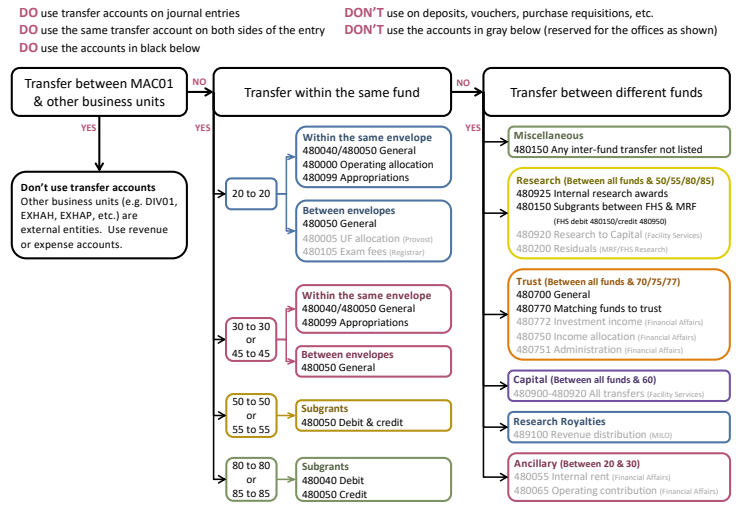 DO use transfer accounts on journal entries
DO use the same transfer account on both sides of the entry
DO use the accounts in black below
DON'T use on deposits, vouchers, purchase requisitions, etc.
DON'T use the accounts in gray below (reserved for the offices as shown)
Transfer between MAC01
& other business units
NO
YES
Don't use transfer accounts
Other business units (e.g. DIV01,
EXHAH, EXHAP, etc.) are
external entities. Use revenue
or expense accounts.
Transfer within the same fund
NO
YES
20 to 20
Within the same envelope
480040/480050 General
480000 Operating allocation
480099 Appropriations
Between envelopes
480050 General
480005 UF allocation (Provost)
480105 Exam fees (Registrar)
30 to 30
or
45 to 45
Within the same envelope
480040/480050 General
480099 Appropriations
Between envelopes
480050 General
50 to 50
or
55 to 55
Subgrants
480050 Debit & credit
80 to 80
or
85 to 85
Subgrants
480040 Debit
480050 Credit
Transfer between different funds
YES
Miscellaneous
480150 Any inter-fund transfer not listed
Research (Between all funds & 50/55/80/85)
480925 Internal research awards
480150 Subgrants between FHS & MRF
(FHS debit 480150/credit 480950)
480920 Research to Capital (Facility Services)
480200 Residuals (MRF/FHS Research)
Trust (Between all funds & 70/75/77)
480700 General
480770 Matching funds to trust
480772 Investment income (Financial Affairs)
480750 Income allocation (Financial Affairs)
480751 Administration (Financial Affairs)
Capital (Between all funds & 60)
480900-480920 All transfers (Facility Services)
Research Royalties
489100 Revenue distribution (MILO)
Ancillary (Between 20 & 30)
480055 Internal rent (Financial Affairs)
480065 Operating contribution (Financial Affairs)